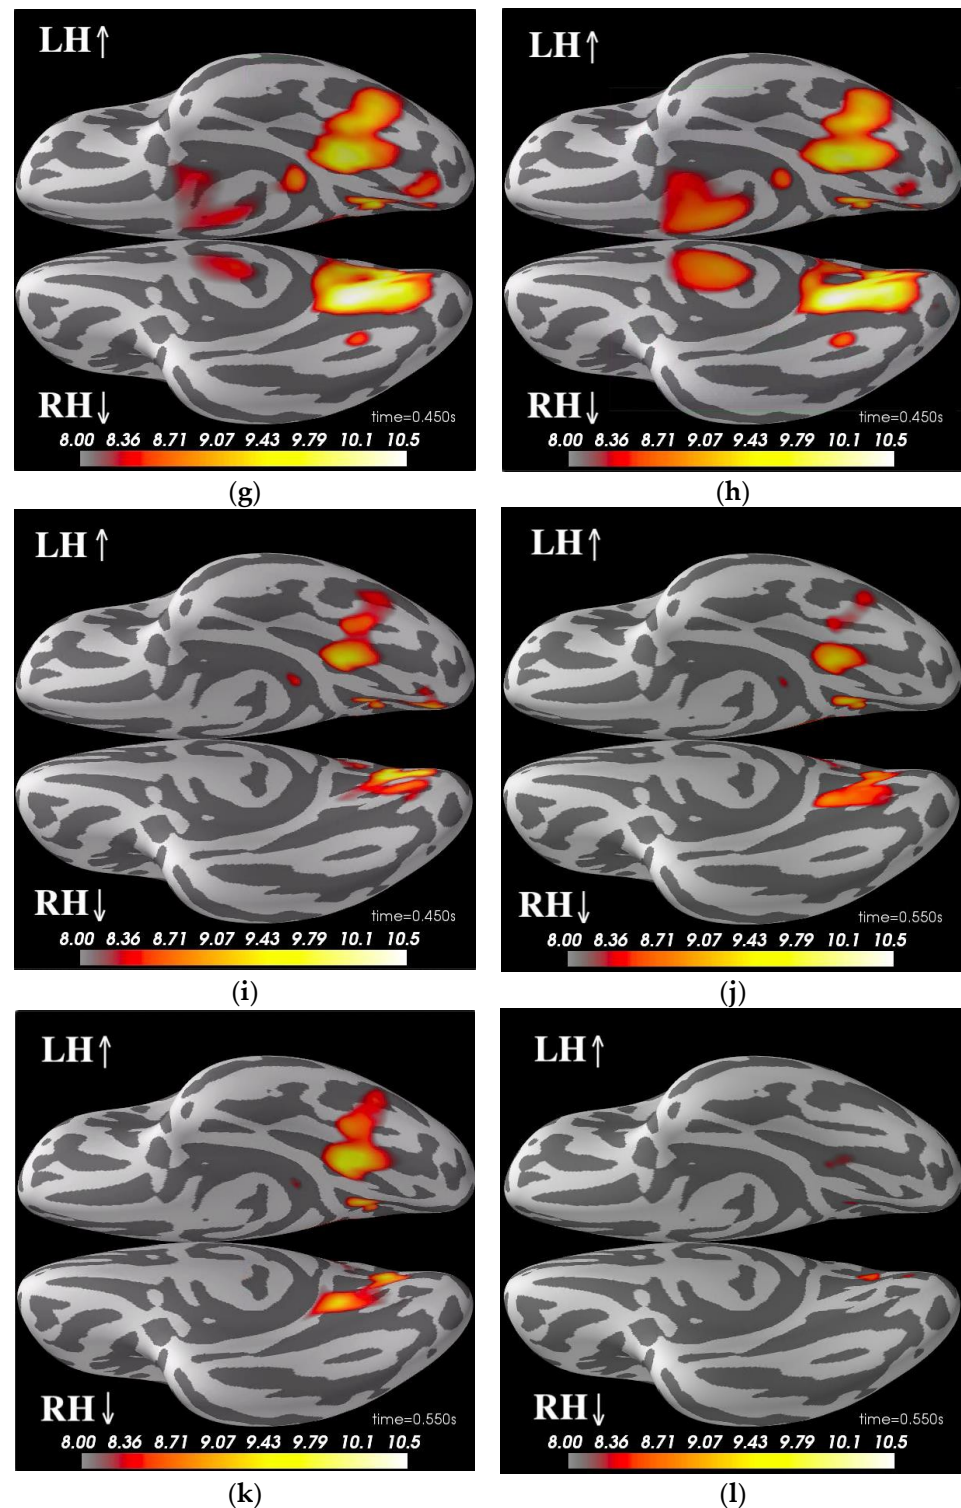 LH↑
LH↑
RH↓
RH↓
time=0.450s
time=0.450s
8.00 8.36 8.71 9.07 9.43 9.79 10.1 10.5
8.00 8.36 8.71 9.07 9.43 9.79 10.1 10.5
(g)
(h)
LH↑
LH↑
RH↓
RH↓
time=0.450s
time=0.550s
8.00 8.36 8.71 9.07 9.43 9.79 10.1 10.5
8.00 8.36 8.71 9.07 9.43 9.79 10.1 10.5
(i)
(j)
LH↑
LH↑
RH↓
RH↓
time=0.550s
time=0.550s
8.00 8.36 8.71 9.07 9.43 9.79 10.1 10.5
8.00 8.36 8.71 9.07 9.43 9.79 10.1 10.5
(k)
(l)